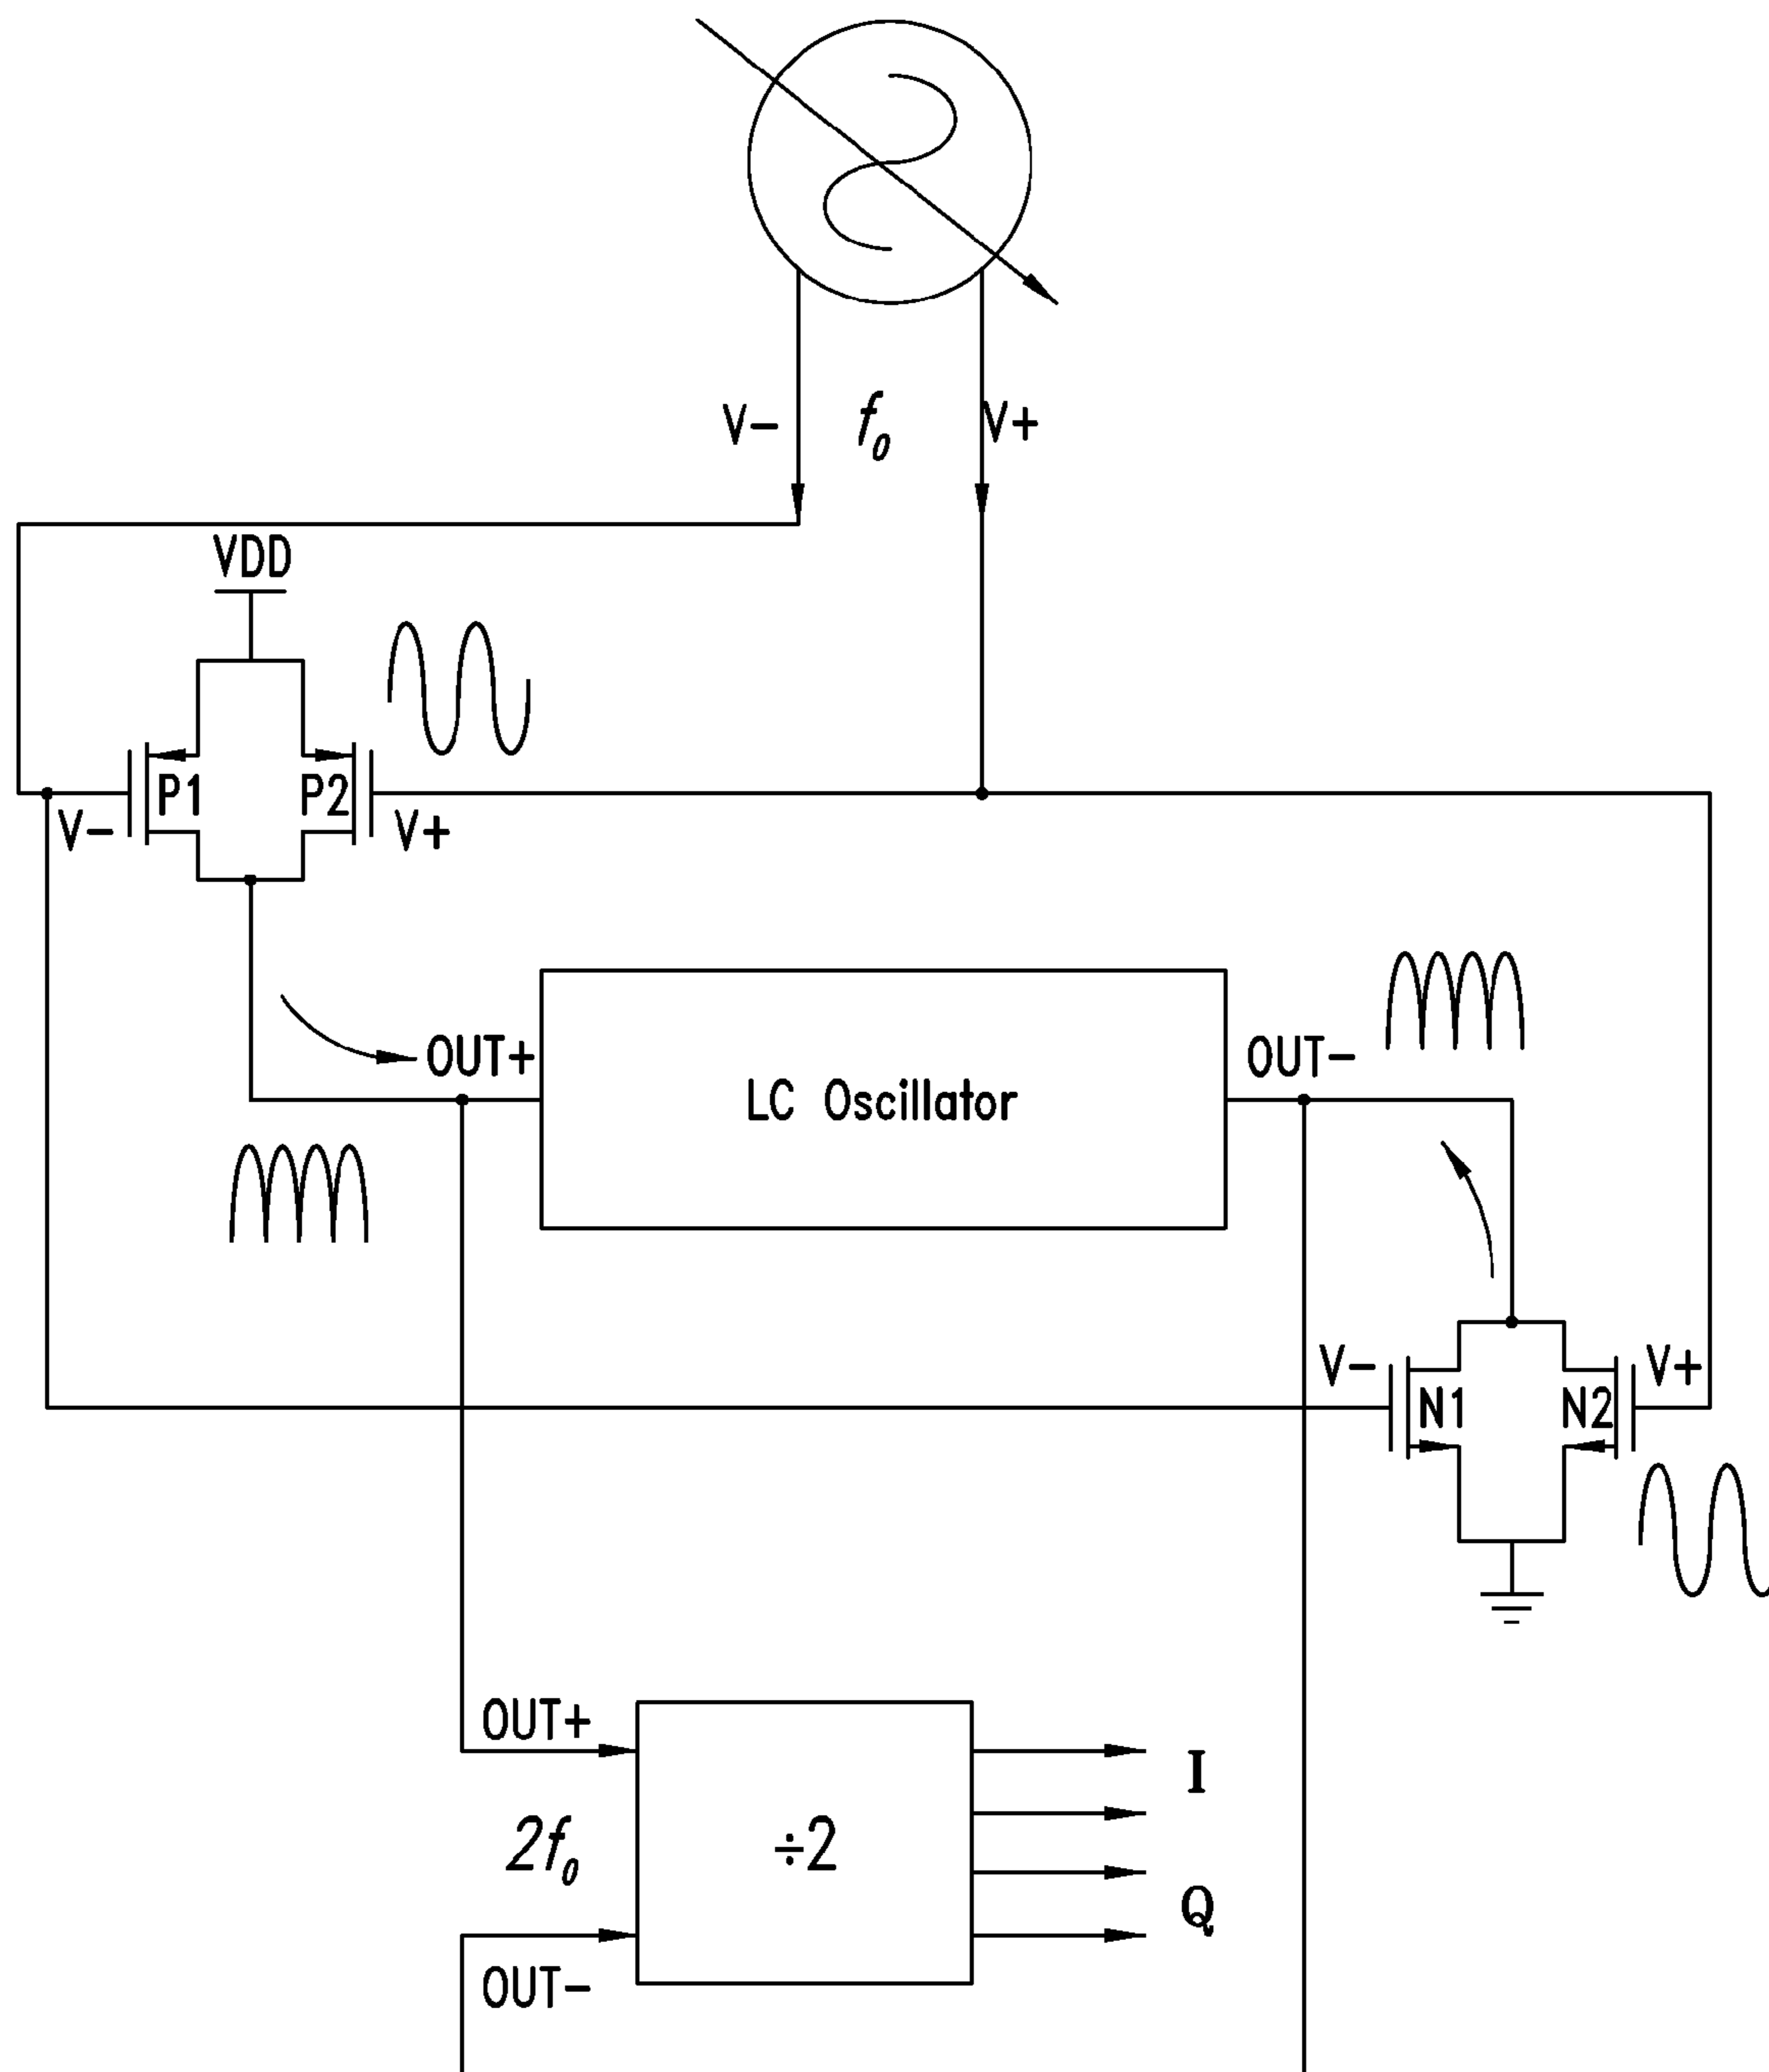 V-
f0
V+
VDD
P1
P2
V-
V+
OUT+
LC Oscillator
OUT-
V-
N1
N2
V+
OUT+
I
2f0
÷2
Q
OUT-